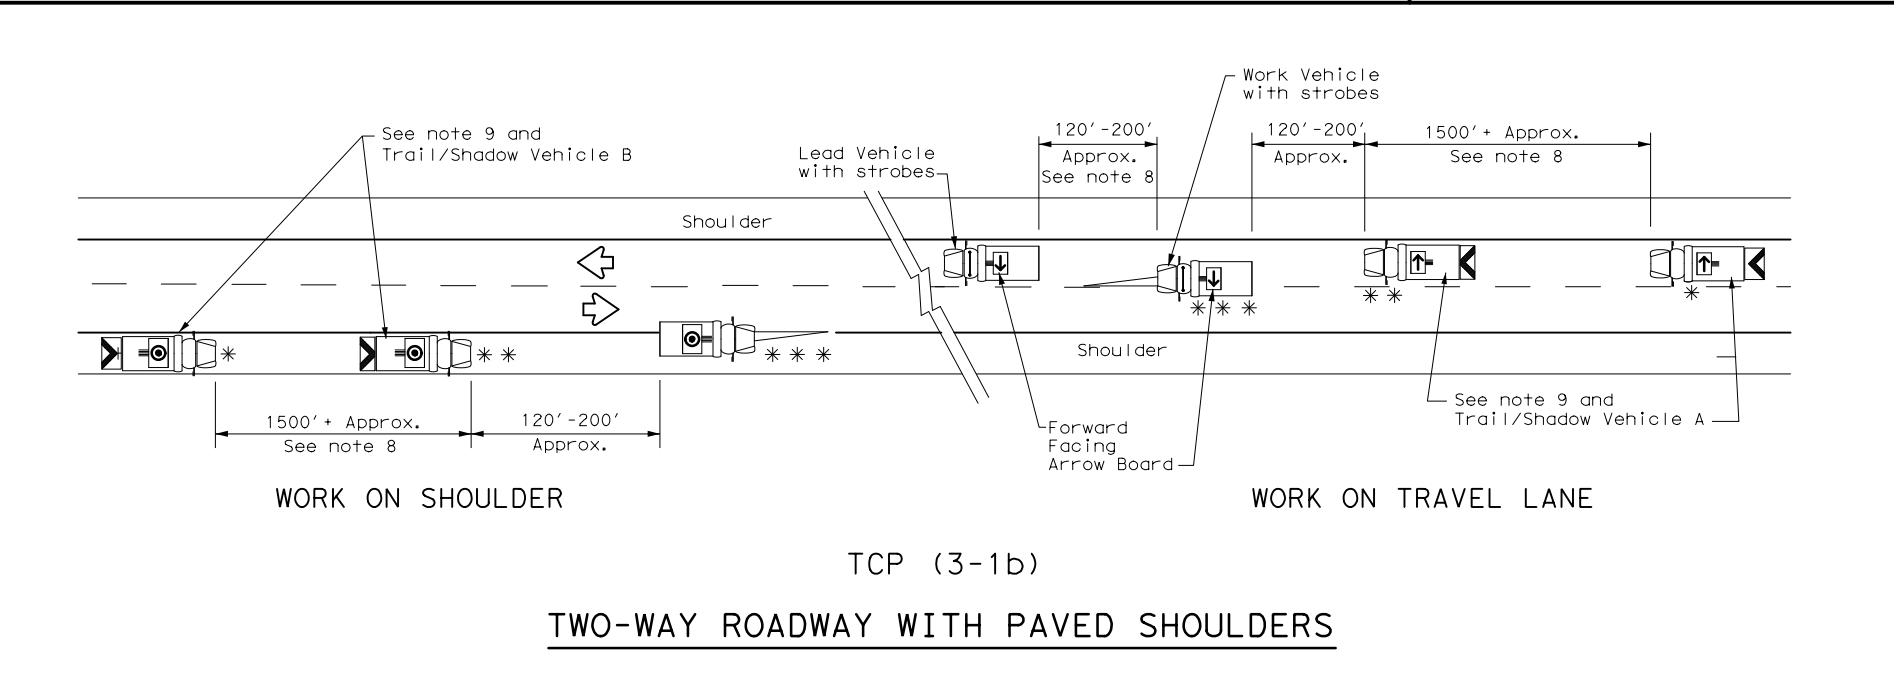 Work Vehicle
with strobes
See note 9 and
Trail/Shadow Vehicle B
Lead Vehicle
with strobes
120'-200'
Approx.
See note 8
120'-200'
Approx.
1500'+ Approx.
See note 8
Shoulder
* * *
* *
*
*
* *
* * *
Shoulder
1500'+ Approx.
See note 8
120'-200'
Approx.
Forward
Facing
Arrow Board
See note 9 and
Trail/Shadow Vehicle A
WORK ON SHOULDER
WORK ON TRAVEL LANE
TCP (3-1b)
TWO-WAY ROADWAY WITH PAVED SHOULDERS